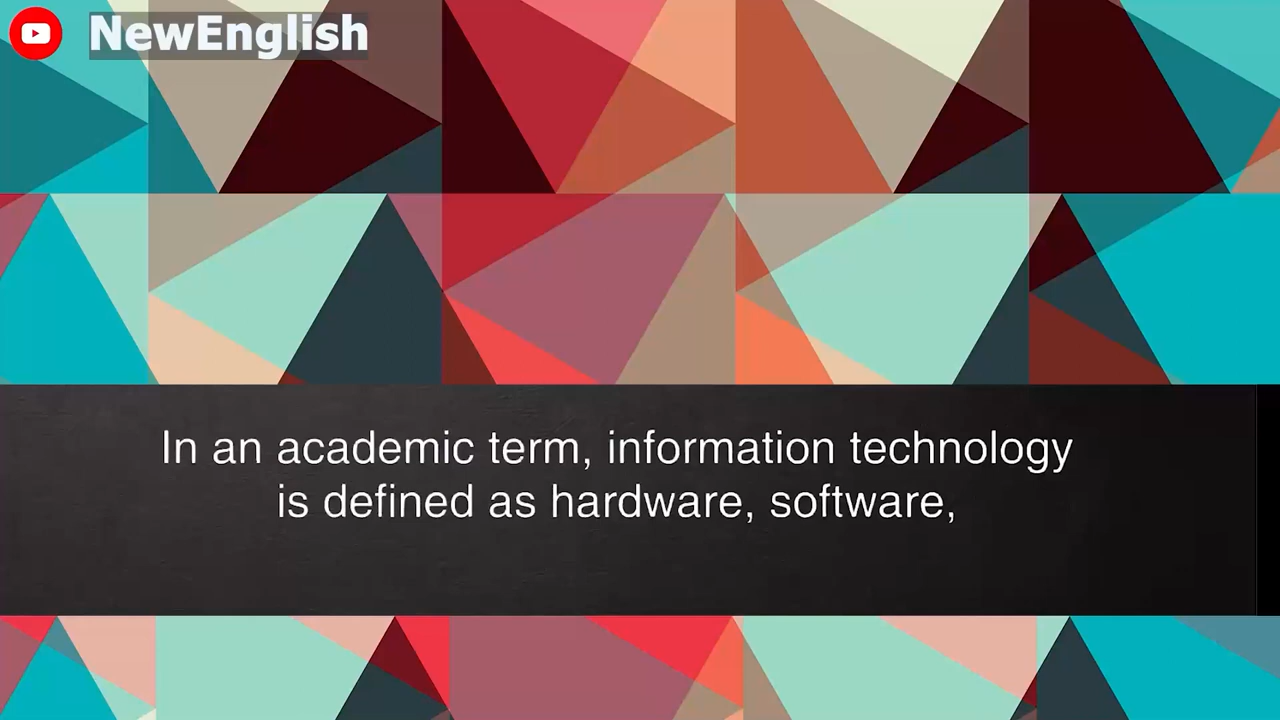 NewEnglish
In an academic term, information technology
is defined as hardware, software,